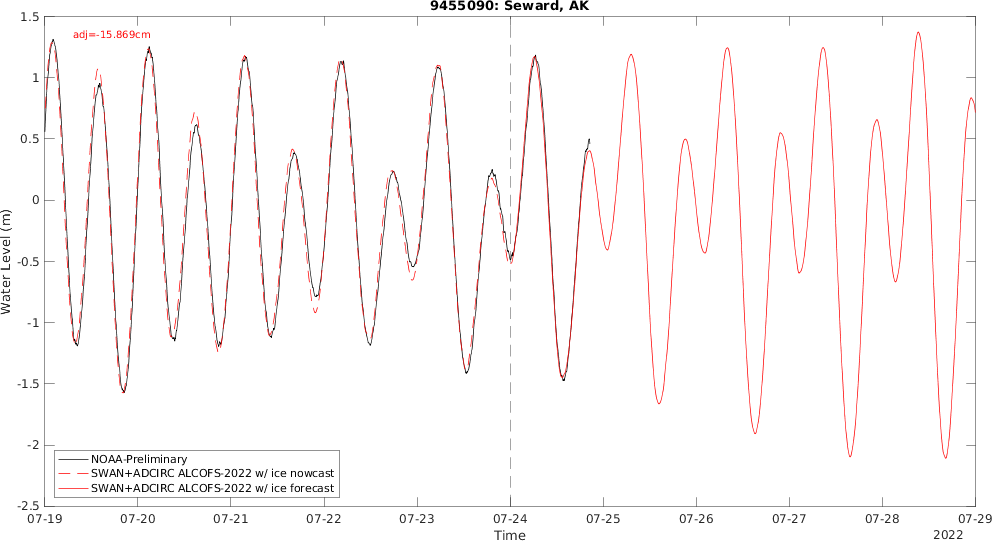 9455090: Seward, AK
adj=-15.869cm
1.5
1
0.5
0
-0.5
-1
-1.5
-2
-2.5
Water Level (m)
NOAA-Preliminary
SWAN+ADCIRC ALCOFS-2022 w/ ice nowcast
SWAN+ADCIRC ALCOFS-2022 w/ ice forecast
07-19 07-20 07-21 07-22 07-23 07-24 07-25 07-26 07-27 07-28 07-29
Time
2022